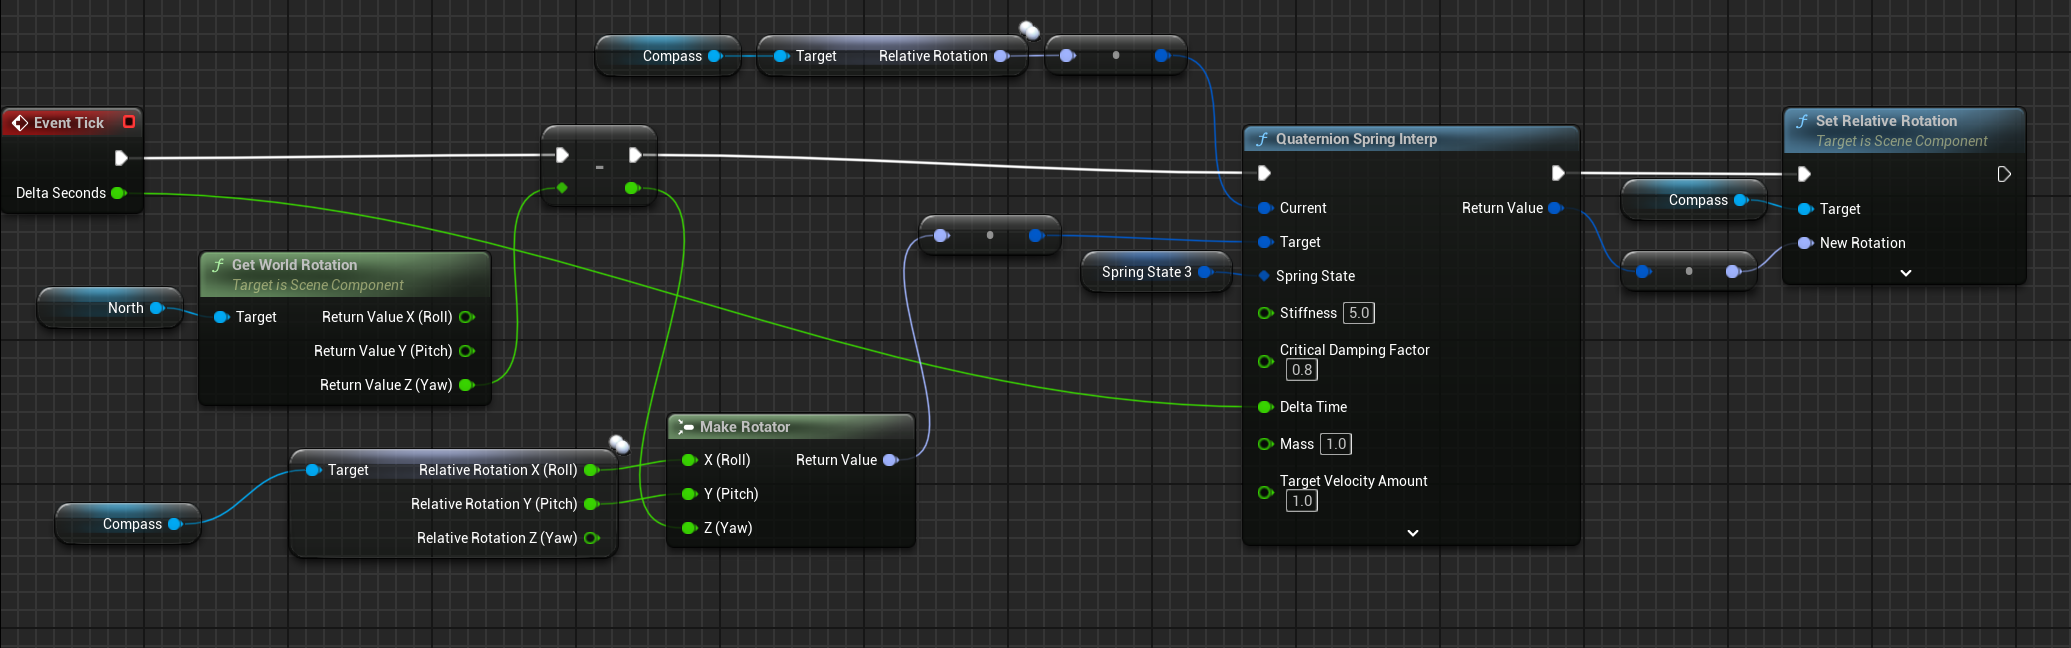 Compass
Target
Relative Rotation
Event Tick
Delta Seconds
-
Get World Rotation
Target is Scene Component
North
Target
Return Value X (Roll)
Return Value Y (Pitch)
Return Value Z (Yaw)
Compass
Target
Relative Rotation X (Roll)
Relative Rotation Y (Pitch)
Relative Rotation Z (Yaw)
Make Rotator
X (Roll)
Return Value
Y (Pitch)
Z (Yaw)
Spring State 3
Quaternion Spring Interp
Current
Return Value
Target
Spring State
Stiffness 5.0
Critical Damping Factor
0.8
Delta Time
Mass 1.0
Target Velocity Amount
1.0
Compass
Set Relative Rotation
Target is Scene Component
Target
New Rotation